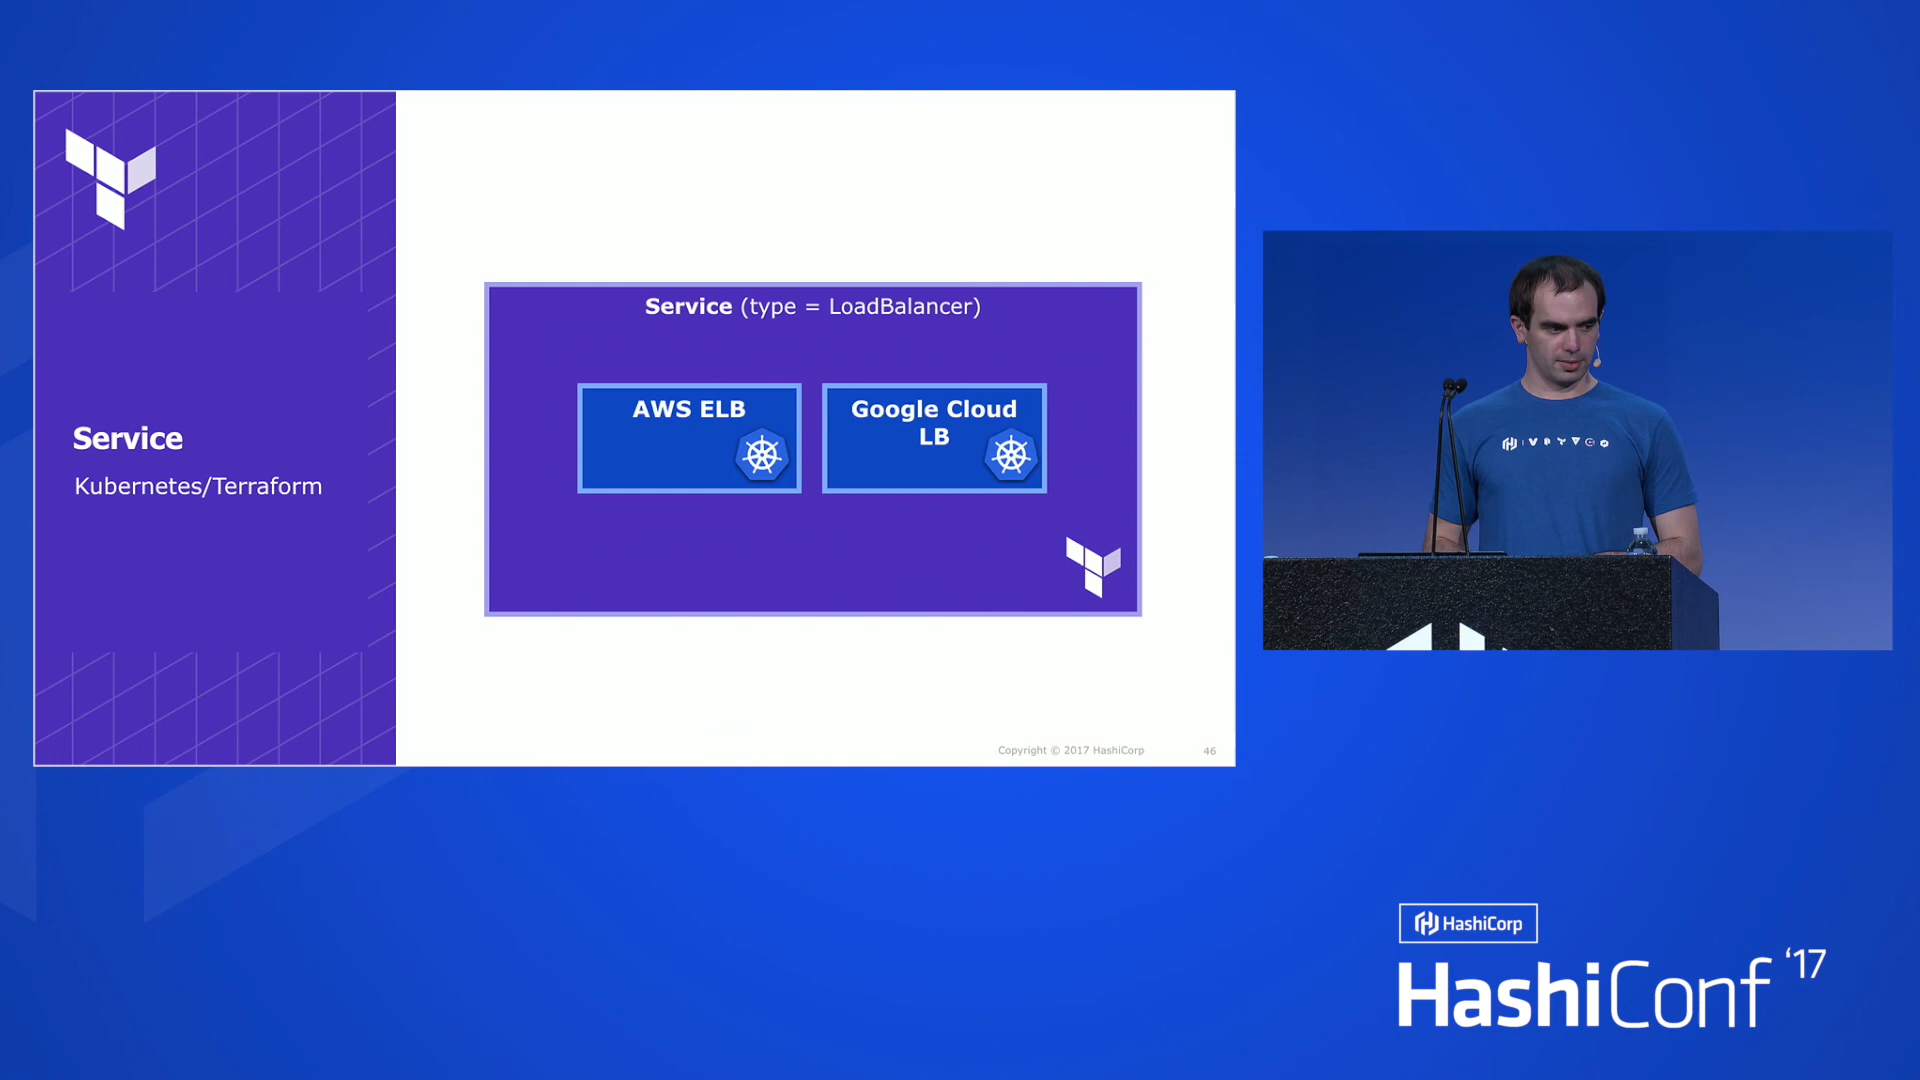 Service
Kubernetes/Terraform
Service (type = LoadBalancer)
AWS ELB
Google Cloud
LB
Copyright © 2017 HashiCorp
46
HashiCorp
HashiConf '17